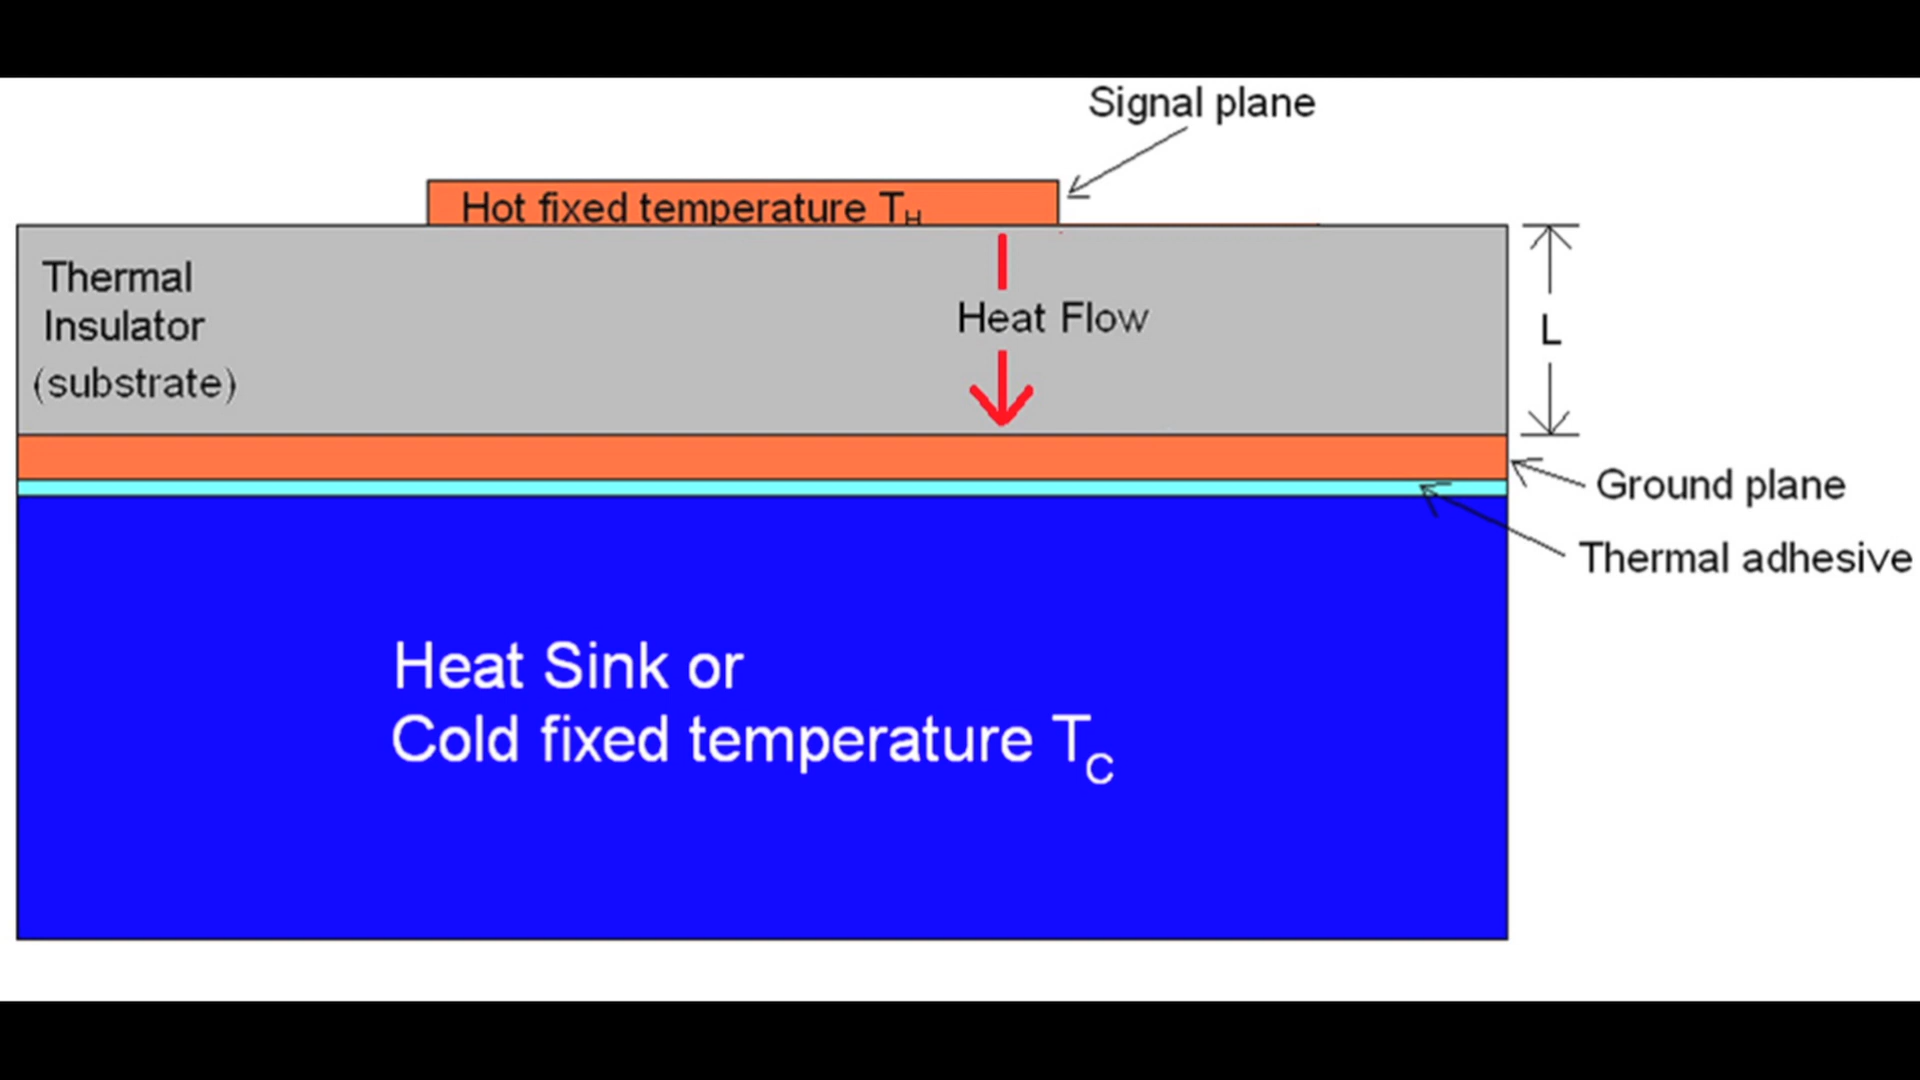 Signal plane
Hot fixed temperature TH
Thermal
Insulator
(substrate)
Heat Flow
L
Ground plane
Thermal adhesive
Heat Sink or
Cold fixed temperature TC